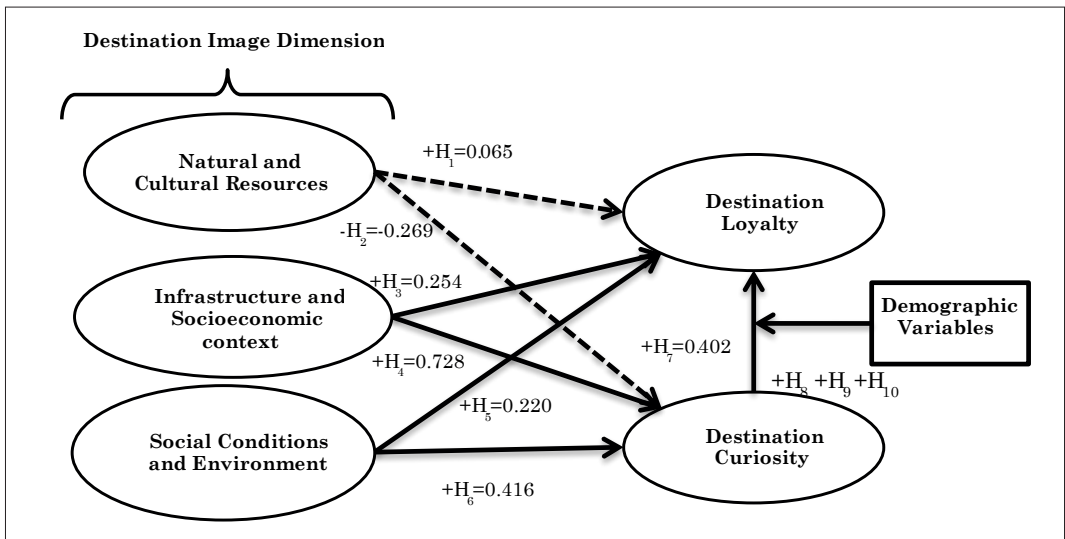 Destination Image Dimension
Natural and
Cultural Resources
+H₁=0.065
Destination
Loyalty
-H₂=-0.269
+H₃=0.254
Infrastructure and
Socioeconomic
context
Demographic
Variables
+H₄=0.728
+H₇=0.402
+H₈ +H₉ +H₁₀
+H₅=0.220
Social Conditions
and Environment
Destination
Curiosity
+H₆=0.416